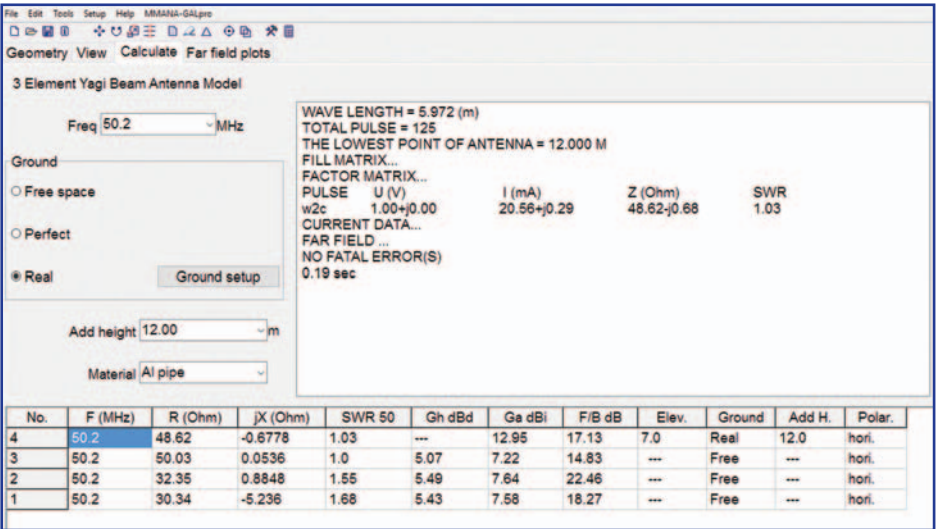 File Edit Tools Setup Help MMANA-GALpro
Geometry View Calculate Far field plots
3 Element Yagi Beam Antenna Model
Freq 50.2 MHz
Ground
Free space
Perfect
Real Ground setup
Add height 12.00 m
Material Al pipe
WAVE LENGTH = 5.972 (m)
TOTAL PULSE = 125
THE LOWEST POINT OF ANTENNA = 12.000 M
FILL MATRIX...
FACTOR MATRIX...
PULSE U (V) I (mA) Z (Ohm) SWR
w2c 1.00+j0.00 20.56+j0.29 48.62-j0.68 1.03
CURRENT DATA...
FAR FIELD ...
NO FATAL ERROR(S)
0.19 sec
No. F (MHz) R (Ohm) jX (Ohm) SWR 50 Gh dBd Ga dBi F/B dB Elev. Ground Add H. Polar.
4 50.2 48.62 -0.6778 1.03 --- 12.95 17.13 7.0 Real 12.0 hori.
3 50.2 50.03 0.0536 1.0 5.07 7.22 14.83 --- Free --- hori.
2 50.2 32.35 0.8848 1.55 5.49 7.64 22.46 --- Free --- hori.
1 50.2 30.34 -5.236 1.68 5.43 7.58 18.27 --- Free --- hori.